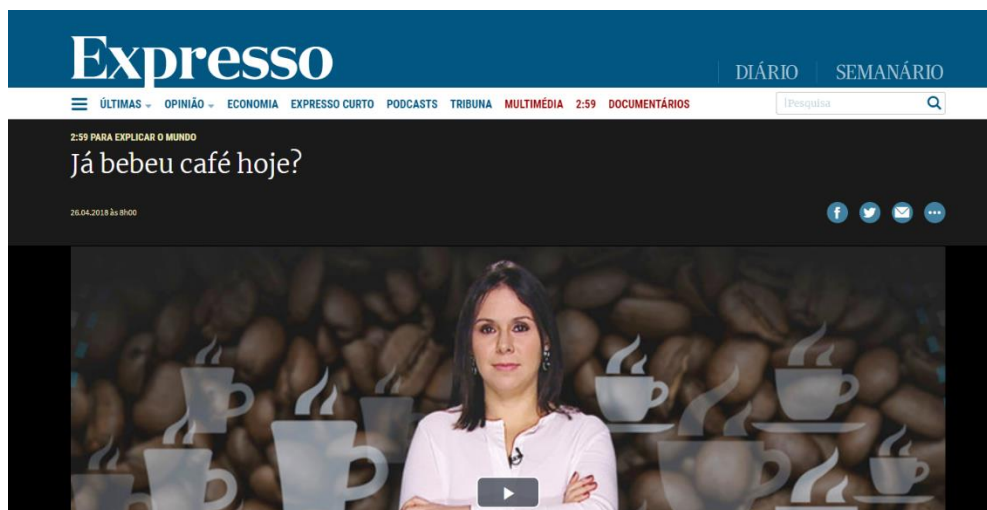 Expresso
DIÁRIO
SEMANÁRIO
ÚLTIMAS OPINIÃO ECONOMIA EXPRESSO CURTO PODCASTS TRIBUNA MULTIMÉDIA 2:59 DOCUMENTÁRIOS
Pesquisa
2:59 PARA EXPLICAR O MUNDO
Já bebeu café hoje?
26.04.2018 às 8h00